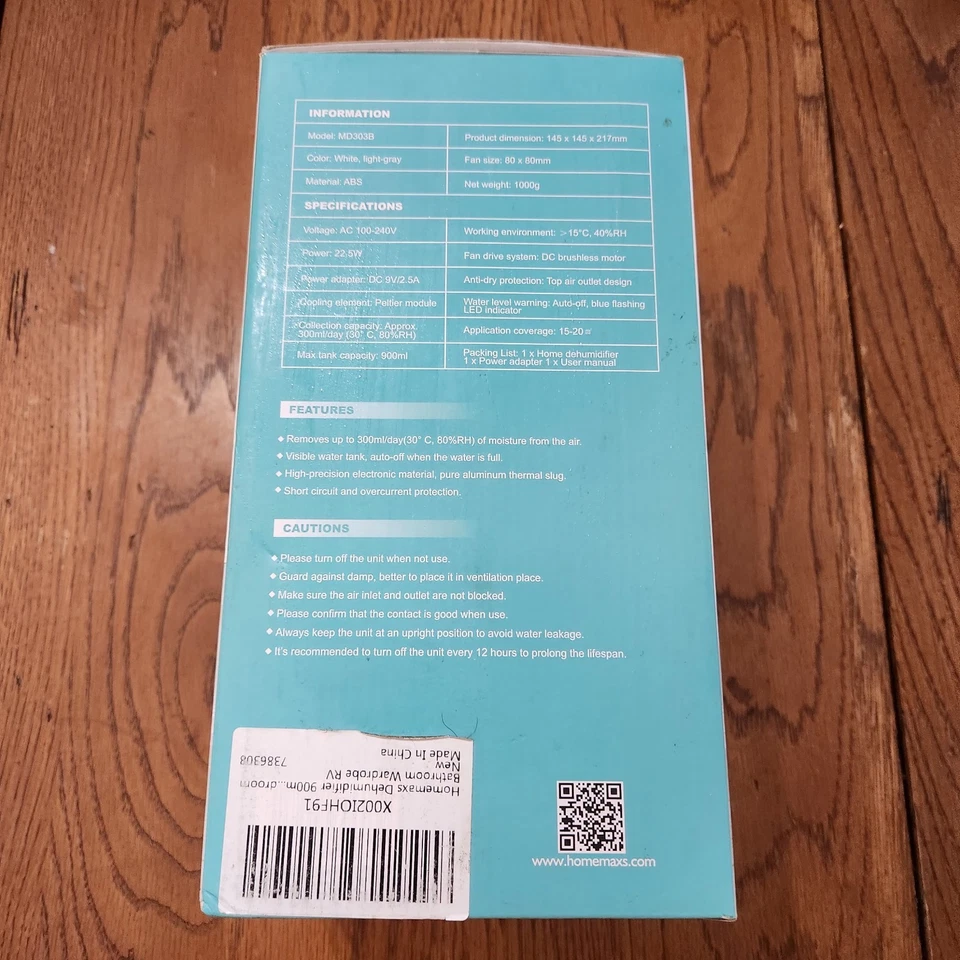 INFORMATION
Model: MD303B
Product dimension: 145 x 145 x 217mm
Color: White, light-gray
Fan size: 80 x 80mm
Material: ABS
Net weight: 1000g
SPECIFICATIONS
Voltage: AC 100-240V
Working environment: >15°C, 40%RH
Power: 22.5W
Fan drive system: DC brushless motor
Power adapter: DC 9V/2.5A
Anti-dry protection: Top air outlet design
Cooling element: Peltier module
Water level warning: Auto-off, blue flashing
LED indicator
Collection capacity: Approx.
300ml/day (30° C, 80%RH)
Application coverage: 15-20㎡
Max tank capacity: 900ml
Packing List: 1 x Home dehumidifier
1 x Power adapter 1 x User manual
FEATURES
◆ Removes up to 300ml/day(30° C, 80%RH) of moisture from the air.
◆ Visible water tank, auto-off when the water is full.
◆ High-precision electronic material, pure aluminum thermal slug.
◆ Short circuit and overcurrent protection.
CAUTIONS
◆ Please turn off the unit when not use.
◆ Guard against damp, better to place it in ventilation place.
◆ Make sure the air inlet and outlet are not blocked.
◆ Please confirm that the contact is good when use.
◆ Always keep the unit at an upright position to avoid water leakage.
◆ It's recommended to turn off the unit every 12 hours to prolong the lifespan.
X002IOHF91
Homemaxs Dehumidifier 900m...droom
Bathroom Wardrobe RV
New
Made In China
7386308
www.homemaxs.com